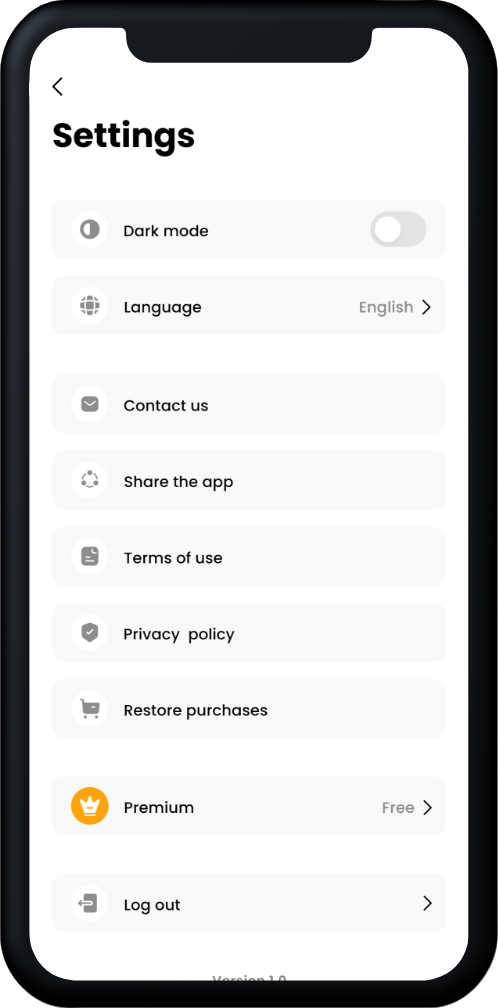 Settings
Dark mode
Language English
Contact us
Share the app
Terms of use
Privacy  policy
Restore purchases
Premium Free
Log out
Version 1.0